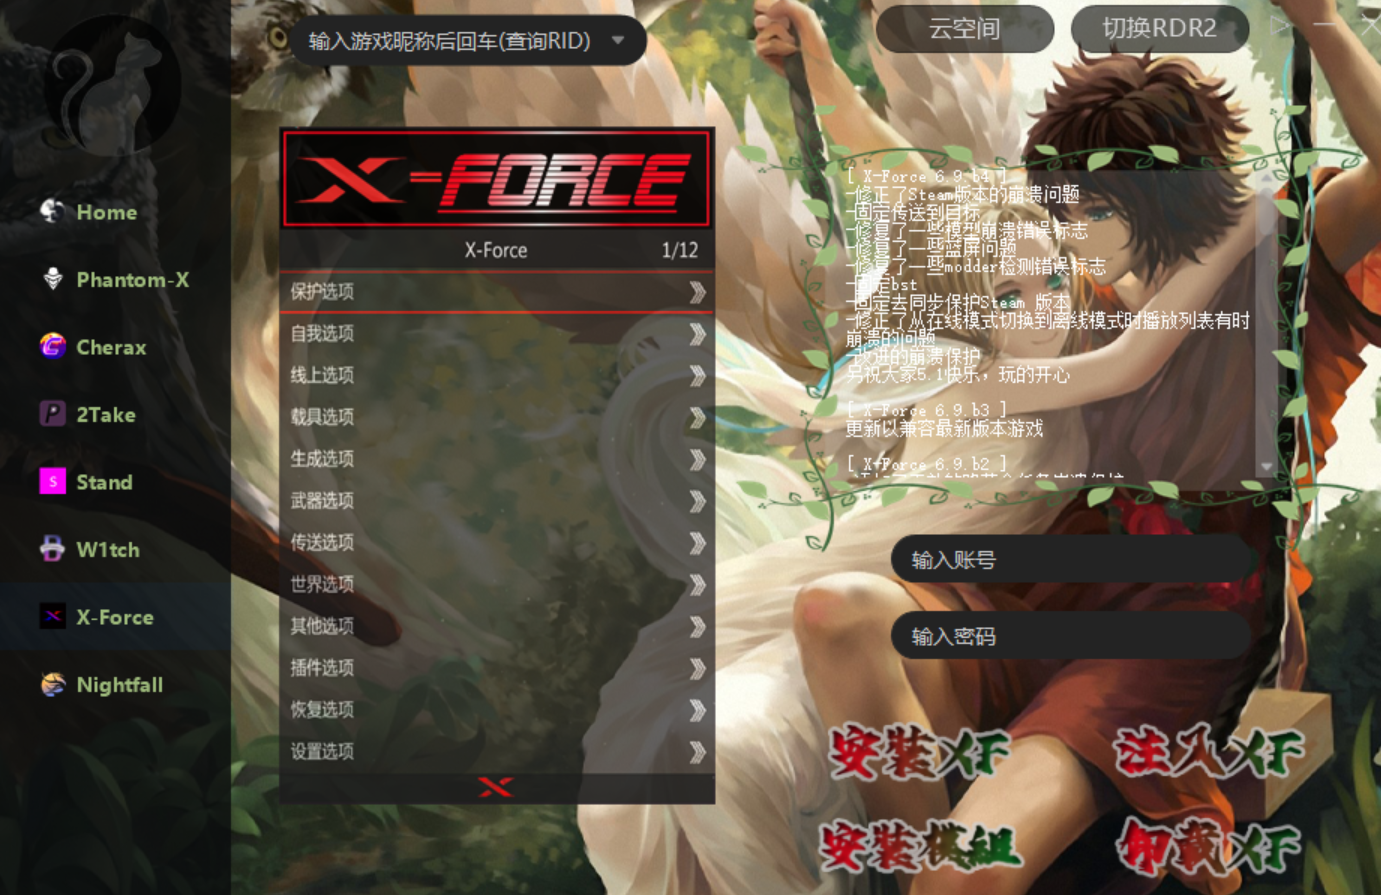 输入游戏昵称后回车(查询RID)
云空间
切换RDR2
Home
Phantom-X
Cherax
2Take
Stand
W1tch
X-Force
Nightfall
X-FORCE
X-Force 1/12
保护选项
自我选项
线上选项
载具选项
生成选项
武器选项
传送选项
世界选项
其他选项
插件选项
恢复选项
设置选项
[ X-Force 6.9.b4 ]
-修正了Steam版本的崩溃问题
-固定传送到目标
-修复了一些模型崩溃错误标志
-修复了一些蓝屏问题
-修复了一些modder检测错误标志
-固定bst
-固定去同步保护Steam 版本
-修正了从在线模式切换到离线模式时播放列表有时
崩溃的问题
-改进的崩溃保护
另祝大家5.1快乐，玩的开心
[ X-Force 6.9.b3 ]
更新以兼容最新版本游戏
[ X-Force 6.9.b2 ]
输入账号
输入密码
安装XF
注入XF
安装模组
卸载XF